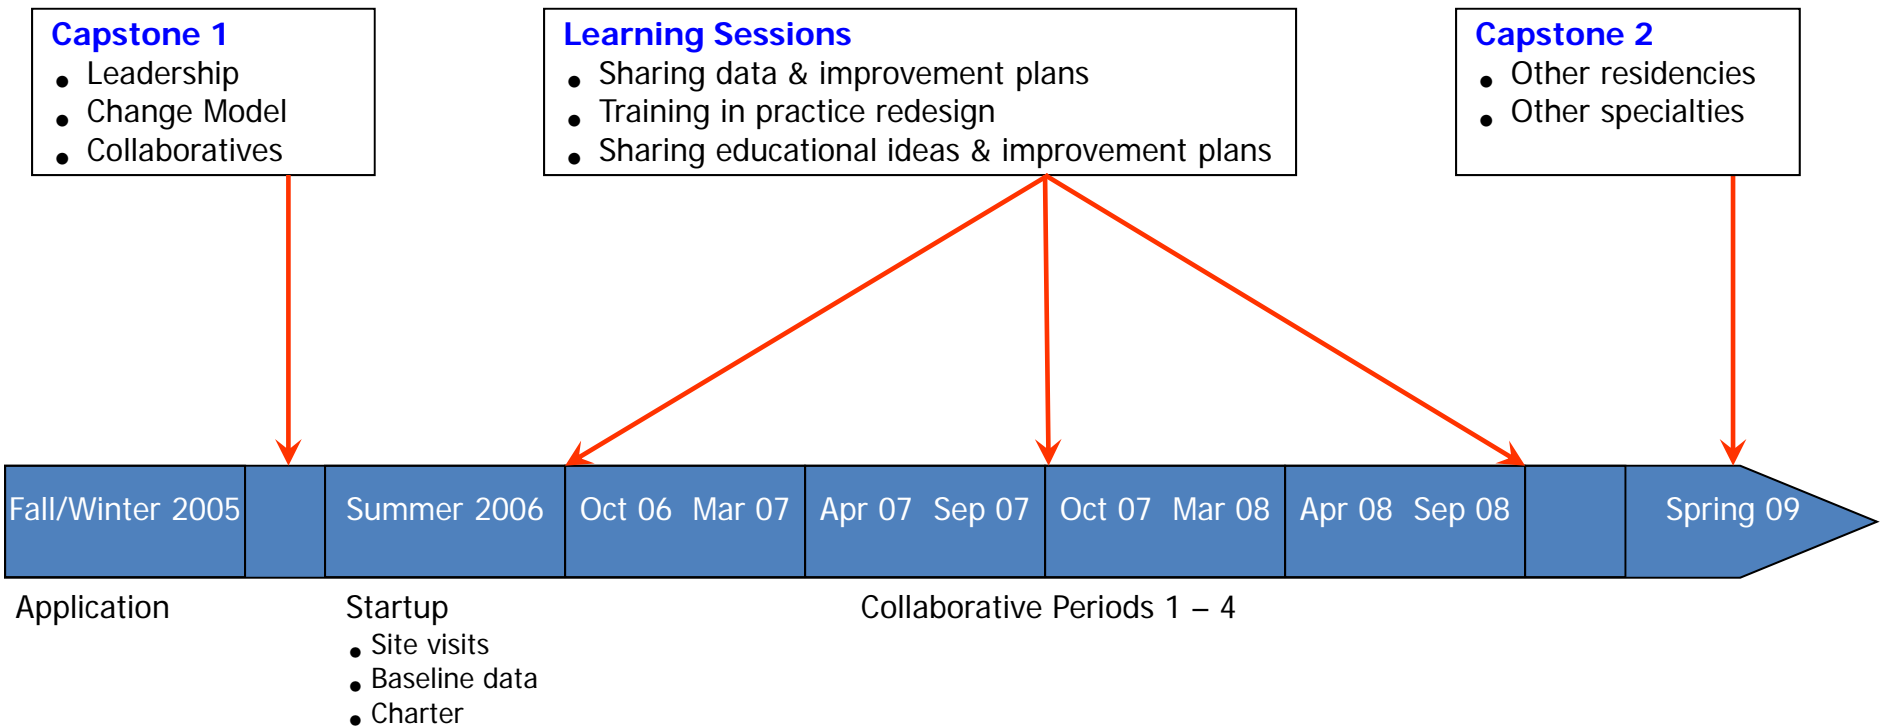 Capstone 1
• Leadership
• Change Model
• Collaboratives
Learning Sessions
• Sharing data & improvement plans
• Training in practice redesign
• Sharing educational ideas & improvement plans
Capstone 2
• Other residencies
• Other specialties
Fall/Winter 2005
Summer 2006
Oct 06 Mar 07
Apr 07 Sep 07
Oct 07 Mar 08
Apr 08 Sep 08
Spring 09
Application
Startup
• Site visits
• Baseline data
• Charter
Collaborative Periods 1 – 4